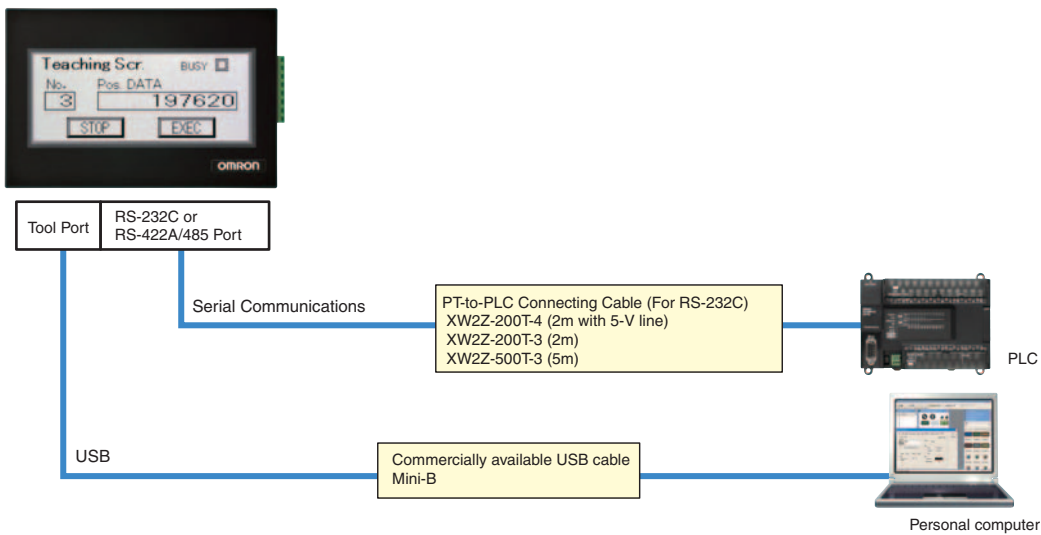 Teaching Scr. BUSY
No. Pos. DATA
3 197620
STOP EXEC
OMRON
Tool Port
RS-232C or
RS-422A/485 Port
Serial Communications
PT-to-PLC Connecting Cable (For RS-232C)
XW2Z-200T-4 (2m with 5-V line)
XW2Z-200T-3 (2m)
XW2Z-500T-3 (5m)
PLC
USB
Commercially available USB cable
Mini-B
Personal computer